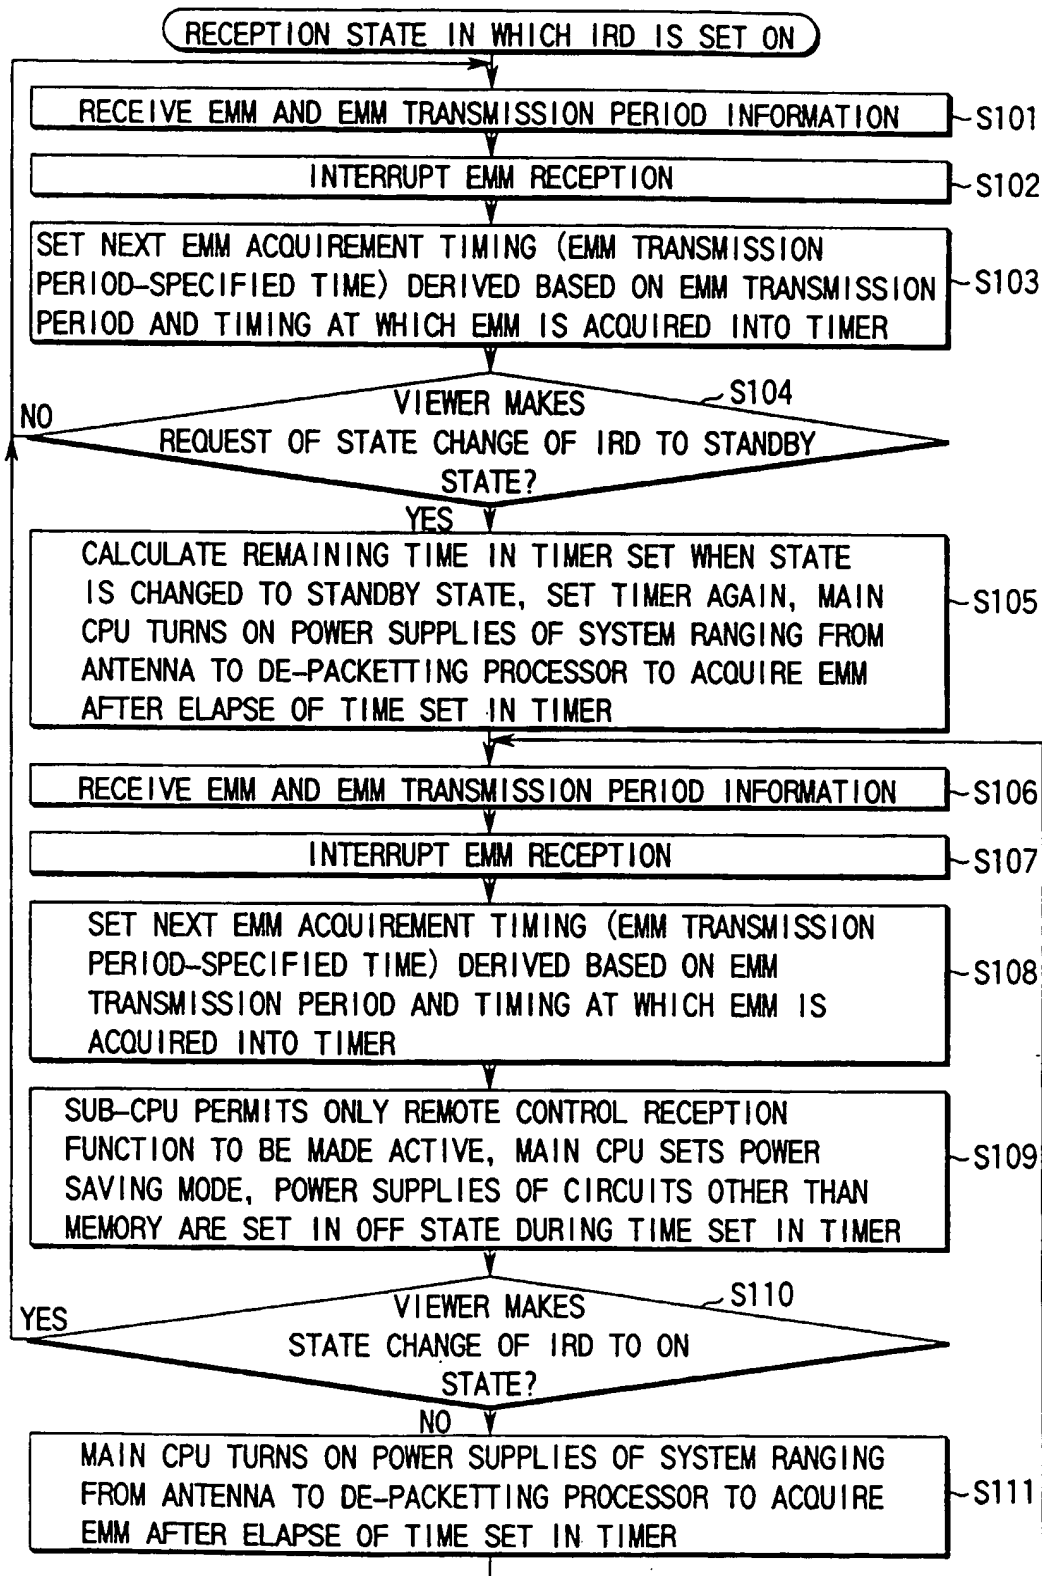 RECEPTION STATE IN WHICH IRD IS SET ON
RECEIVE EMM AND EMM TRANSMISSION PERIOD INFORMATION
S101
INTERRUPT EMM RECEPTION
S102
SET NEXT EMM ACQUIREMENT TIMING (EMM TRANSMISSION
PERIOD-SPECIFIED TIME) DERIVED BASED ON EMM TRANSMISSION
PERIOD AND TIMING AT WHICH EMM IS ACQUIRED INTO TIMER
S103
S104
VIEWER MAKES
REQUEST OF STATE CHANGE OF IRD TO STANDBY
STATE?
NO
YES
CALCULATE REMAINING TIME IN TIMER SET WHEN STATE
IS CHANGED TO STANDBY STATE, SET TIMER AGAIN, MAIN
CPU TURNS ON POWER SUPPLIES OF SYSTEM RANGING FROM
ANTENNA TO DE-PACKETTING PROCESSOR TO ACQUIRE EMM
AFTER ELAPSE OF TIME SET IN TIMER
S105
RECEIVE EMM AND EMM TRANSMISSION PERIOD INFORMATION
S106
INTERRUPT EMM RECEPTION
S107
SET NEXT EMM ACQUIREMENT TIMING (EMM TRANSMISSION
PERIOD-SPECIFIED TIME) DERIVED BASED ON EMM
TRANSMISSION PERIOD AND TIMING AT WHICH EMM IS
ACQUIRED INTO TIMER
S108
SUB-CPU PERMITS ONLY REMOTE CONTROL RECEPTION
FUNCTION TO BE MADE ACTIVE, MAIN CPU SETS POWER
SAVING MODE, POWER SUPPLIES OF CIRCUITS OTHER THAN
MEMORY ARE SET IN OFF STATE DURING TIME SET IN TIMER
S109
S110
VIEWER MAKES
STATE CHANGE OF IRD TO ON
STATE?
YES
NO
MAIN CPU TURNS ON POWER SUPPLIES OF SYSTEM RANGING
FROM ANTENNA TO DE-PACKETTING PROCESSOR TO ACQUIRE
EMM AFTER ELAPSE OF TIME SET IN TIMER
S111